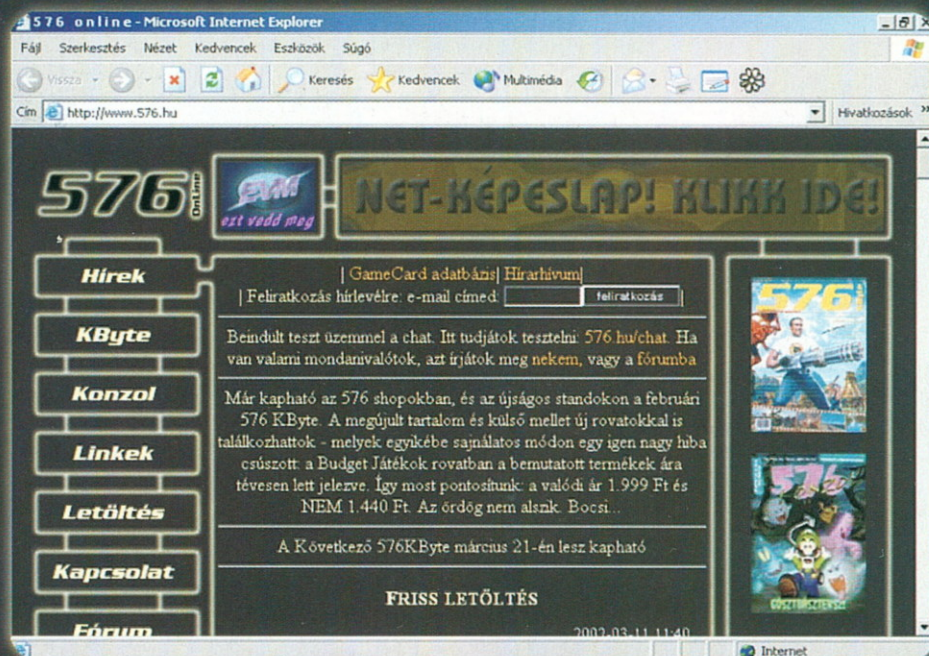 576 online - Microsoft Internet Explorer
Fájl Szerkesztés Nézet Kedvencek Eszközök Súgó
Vissza Keresés Kedvencek Multimédia
Cím http://www.576.hu Hivatkozások
576 OnLine
EVM
ezt vedd meg
NET-KÉPESLAP! KLIKK IDE!
Hírek
KByte
Konzol
Linkek
Letöltés
Kapcsolat
Fórum
| GameCard adatbázis| Hírarhívum|
| Feliratkozás hírlevélre: e-mail címed: feliratkozás |
Beindult teszt üzemmel a chat. Itt tudjátok tesztelni: 576.hu/chat. Ha
van valami mondanivalótok, azt írjátok meg nekem, vagy a fórumba
Már kapható az 576 shopokban, és az újságos standokon a februári
576 KByte. A megújult tartalom és külső mellet új rovatokkal is
találkozhattok - melyek egyikébe sajnálatos módon egy igen nagy hiba
csúszott: a Budget Játékok rovatban a bemutatott termékek ára
tévesen lett jelezve. Így most pontosítunk: a valódi ár 1.999 Ft és
NEM 1.440 Ft. Az ördög nem alszik. Bocsi...
A Következő 576KByte március 21-én lesz kapható
FRISS LETÖLTÉS
2002-03-11 11:40
576
576
Internet